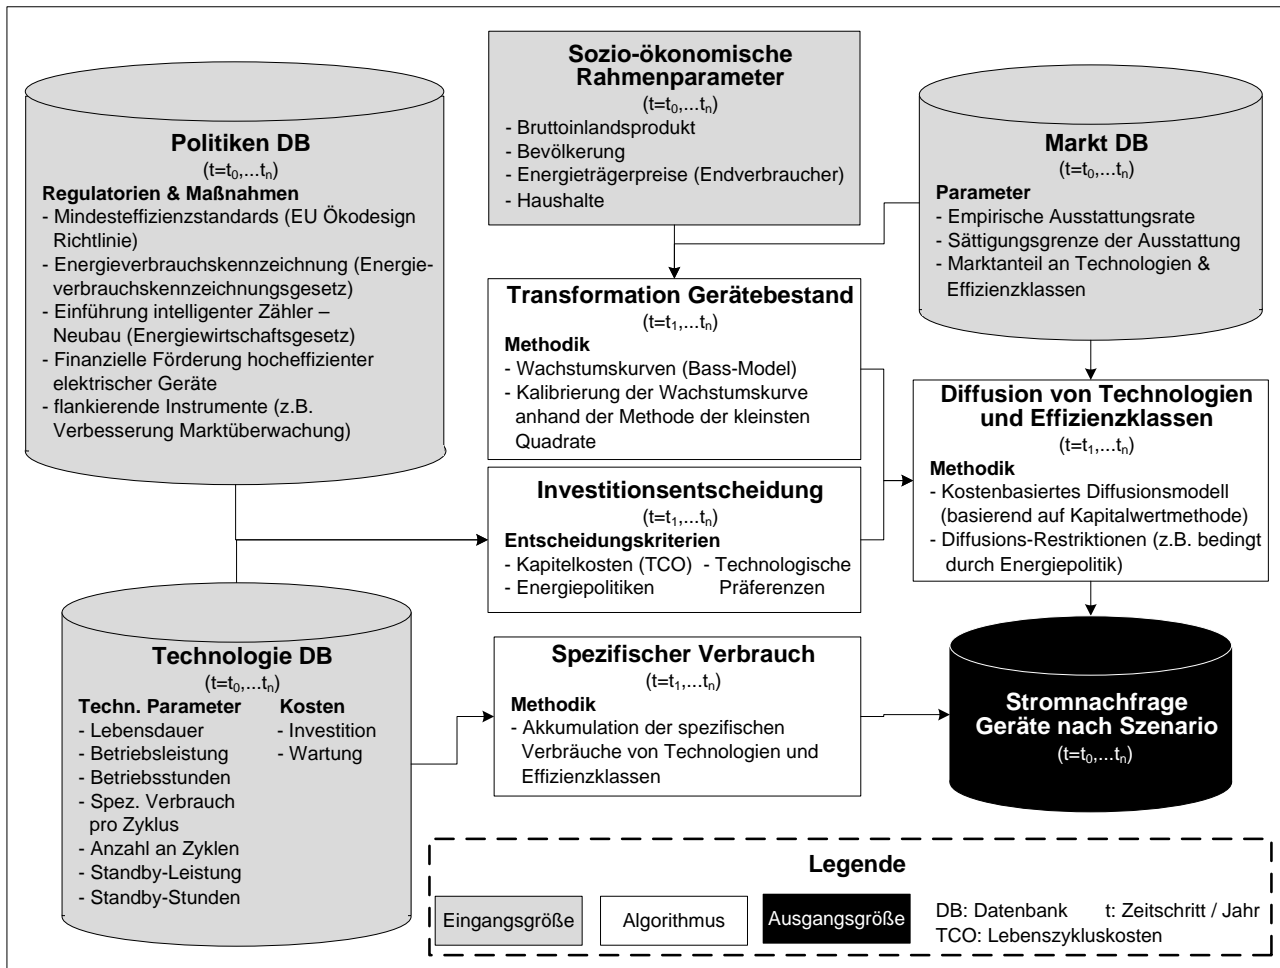 Politiken DB
(t=t0,...tn)
Regulatorien & Maßnahmen
- Mindesteffizienzstandards (EU Ökodesign
Richtlinie)
- Energieverbrauchskennzeichnung (Energie-
verbrauchskennzeichnungsgesetz)
- Einführung intelligenter Zähler –
Neubau (Energiewirtschaftsgesetz)
- Finanzielle Förderung hocheffizienter
elektrischer Geräte
- flankierende Instrumente (z.B.
Verbesserung Marktüberwachung)
Sozio-ökonomische
Rahmenparameter
(t=t0,...tn)
- Bruttoinlandsprodukt
- Bevölkerung
- Energieträgerpreise (Endverbraucher)
- Haushalte
Markt DB
(t=t0,...tn)
Parameter
- Empirische Ausstattungsrate
- Sättigungsgrenze der Ausstattung
- Marktanteil an Technologien &
Effizienzklassen
Transformation Gerätebestand
(t=t1,...tn)
Methodik
- Wachstumskurven (Bass-Model)
- Kalibrierung der Wachstumskurve
anhand der Methode der kleinsten
Quadrate
Diffusion von Technologien
und Effizienzklassen
(t=t1,...tn)
Methodik
- Kostenbasiertes Diffusionsmodell
(basierend auf Kapitalwertmethode)
- Diffusions-Restriktionen (z.B. bedingt
durch Energiepolitik)
Investitionsentscheidung
(t=t1,...tn)
Entscheidungskriterien
- Kapitelkosten (TCO)
- Energiepolitiken
- Technologische
Präferenzen
Technologie DB
(t=t0,...tn)
Techn. Parameter
- Lebensdauer
- Betriebsleistung
- Betriebsstunden
- Spez. Verbrauch
pro Zyklus
- Anzahl an Zyklen
- Standby-Leistung
- Standby-Stunden
Kosten
- Investition
- Wartung
Spezifischer Verbrauch
(t=t1,...tn)
Methodik
- Akkumulation der spezifischen
Verbräuche von Technologien und
Effizienzklassen
Stromnachfrage
Geräte nach Szenario
(t=t0,...tn)
Legende
Eingangsgröße
Algorithmus
Ausgangsgröße
DB: Datenbank t: Zeitschritt / Jahr
TCO: Lebenszykluskosten